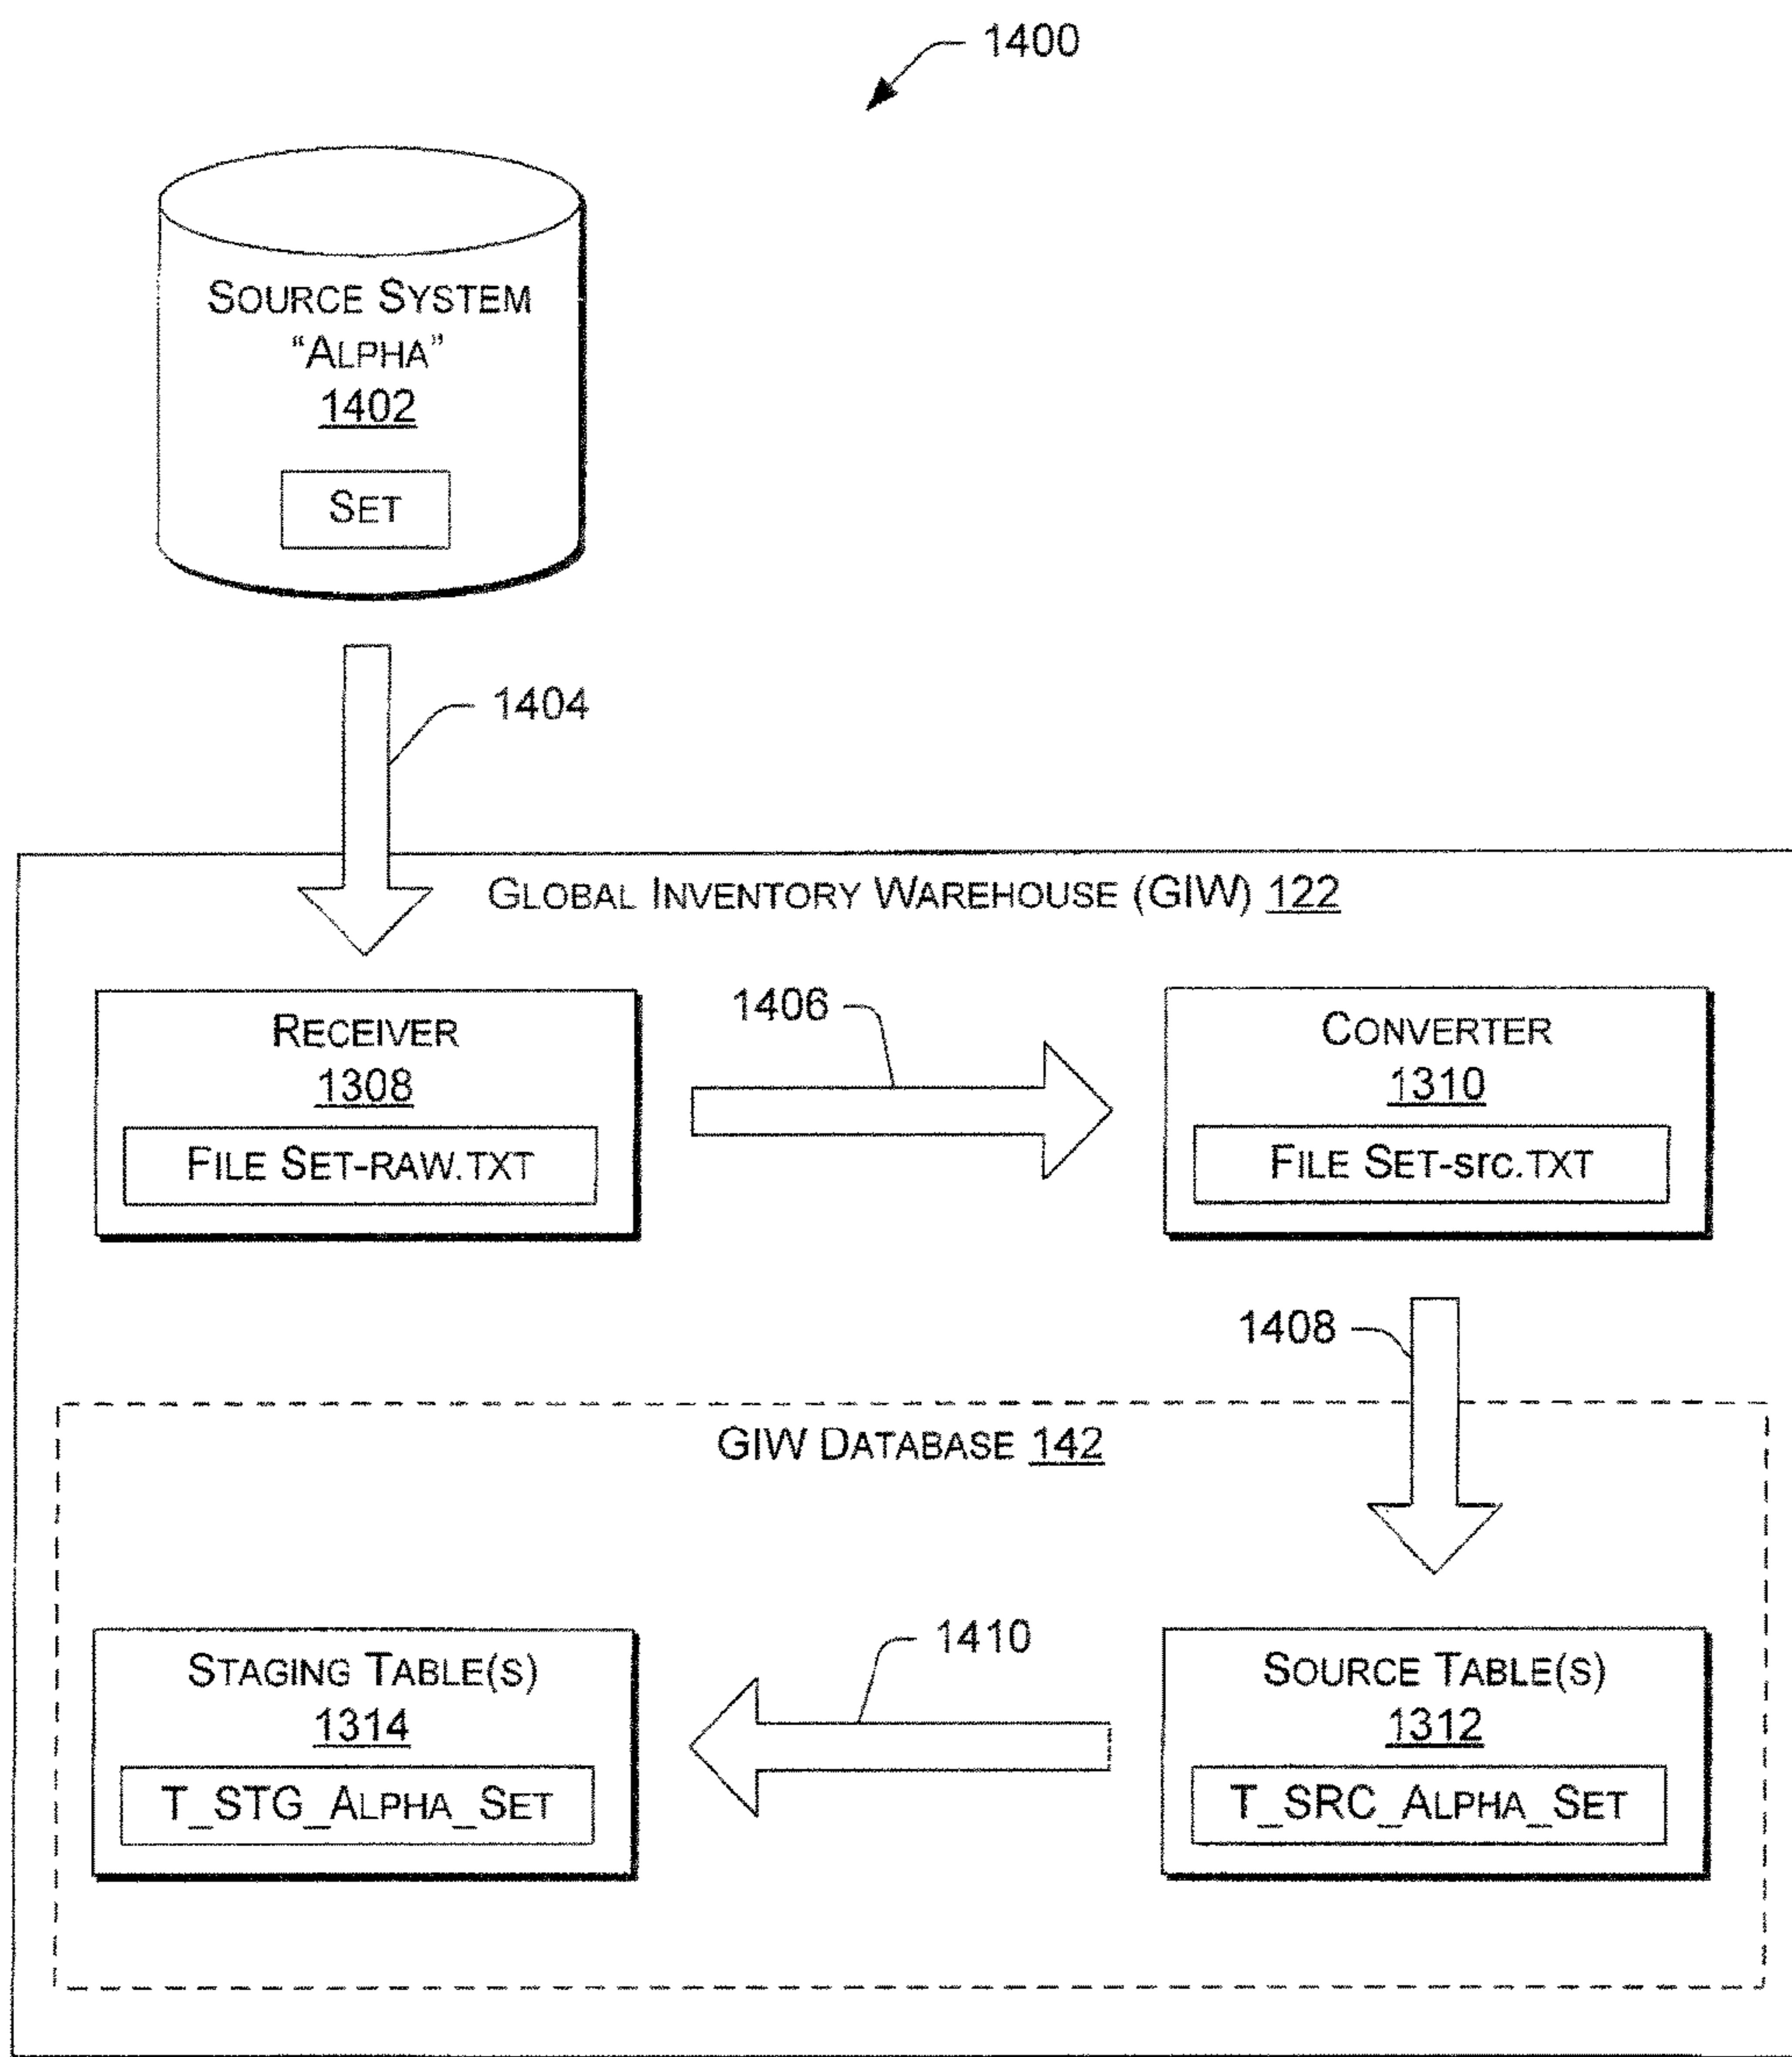 1400
SOURCE SYSTEM
“ALPHA”
1402
SET
1404
GLOBAL INVENTORY WAREHOUSE (GIW) 122
RECEIVER
1308
FILE SET-RAW.TXT
1406
CONVERTER
1310
FILE SET-src.TXT
1408
GIW DATABASE 142
STAGING TABLE(S)
1314
T_STG_ALPHA_SET
1410
SOURCE TABLE(S)
1312
T_SRC_ALPHA_SET